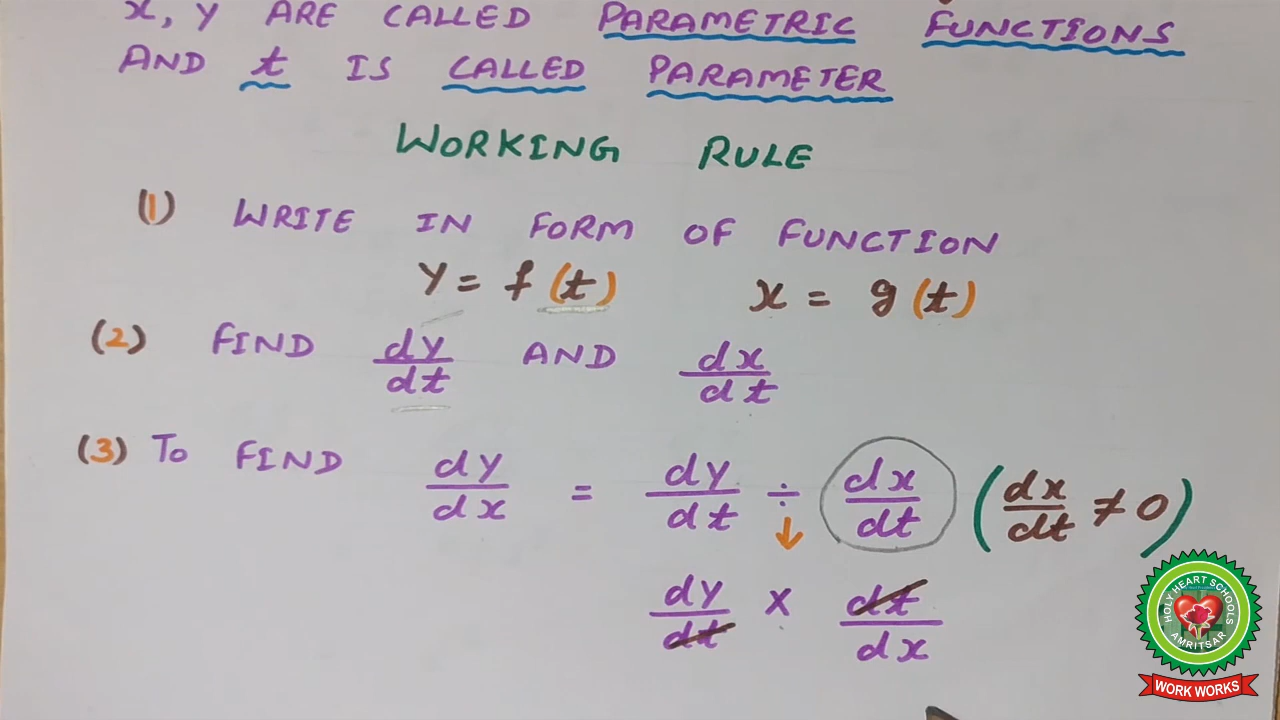 x, y ARE CALLED PARAMETRIC FUNCTIONS
AND t IS CALLED PARAMETER
WORKING RULE
(1) WRITE IN FORM OF FUNCTION
y = f(t) x = g(t)
(2) FIND dy/dt AND dx/dt
(3) To FIND dy/dx = dy/dt ÷ dx/dt (dx/dt ≠ 0)
↓
dy/dt × dt/dx
HOLY HEART SCHOOLS
AMRITSAR
WORK WORKS